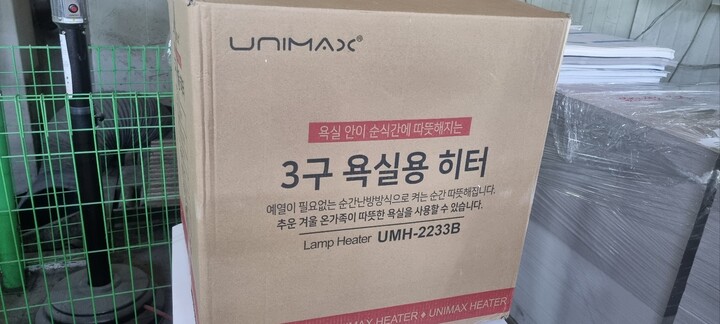 UNIMAX®
욕실 안이 순식간에 따뜻해지는
3구 욕실용 히터
예열이 필요없는 순간난방방식으로 켜는 순간 따뜻해집니다.
추운 겨울 온가족이 따뜻한 욕실을 사용할 수 있습니다.
Lamp Heater UMH-2233B
UNIMAX HEATER ♦ UNIMAX HEATER